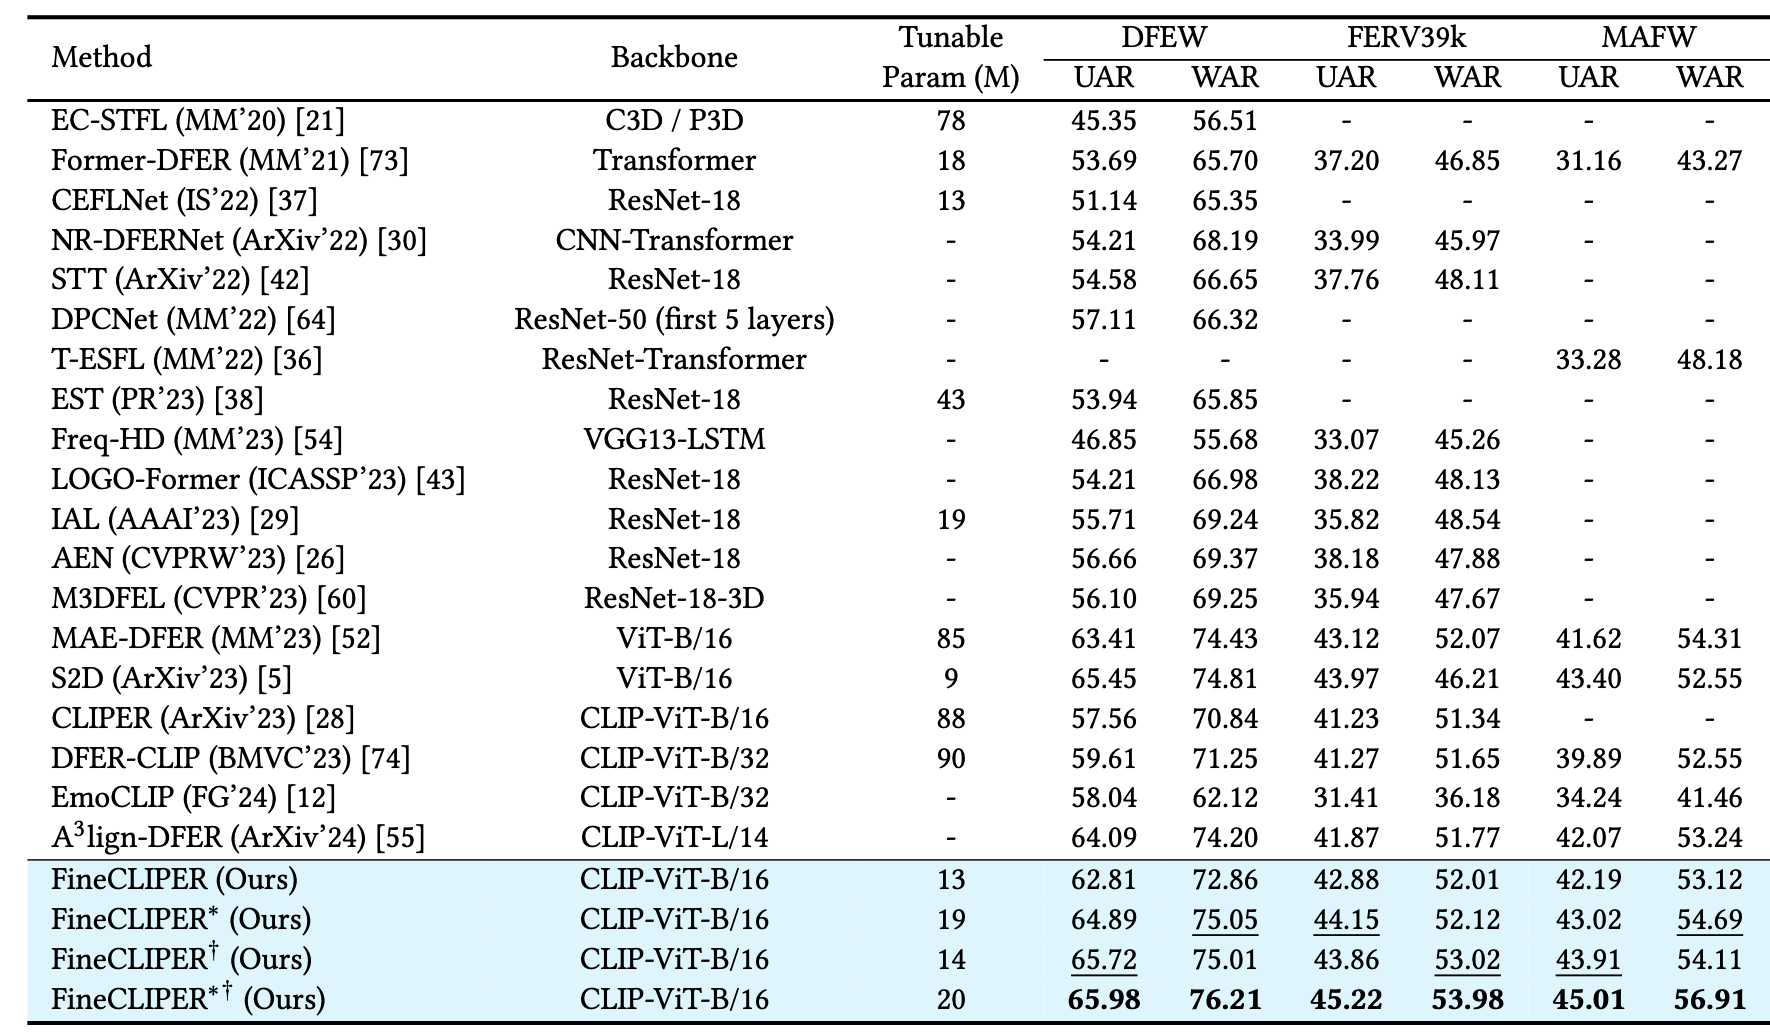 Method Backbone Tunable Param (M) DFEW FERV39k MAFW
UAR WAR UAR WAR UAR WAR
EC-STFL (MM’20) [21] C3D / P3D 78 45.35 56.51 - - - -
Former-DFER (MM’21) [73] Transformer 18 53.69 65.70 37.20 46.85 31.16 43.27
CEFLNet (IS’22) [37] ResNet-18 13 51.14 65.35 - - - -
NR-DFERNet (ArXiv’22) [30] CNN-Transformer - 54.21 68.19 33.99 45.97 - -
STT (ArXiv’22) [42] ResNet-18 - 54.58 66.65 37.76 48.11 - -
DPCNet (MM’22) [64] ResNet-50 (first 5 layers) - 57.11 66.32 - - - -
T-ESFL (MM’22) [36] ResNet-Transformer - - - - - 33.28 48.18
EST (PR’23) [38] ResNet-18 43 53.94 65.85 - - - -
Freq-HD (MM’23) [54] VGG13-LSTM - 46.85 55.68 33.07 45.26 - -
LOGO-Former (ICASSP’23) [43] ResNet-18 - 54.21 66.98 38.22 48.13 - -
IAL (AAAI’23) [29] ResNet-18 19 55.71 69.24 35.82 48.54 - -
AEN (CVPRW’23) [26] ResNet-18 - 56.66 69.37 38.18 47.88 - -
M3DFEL (CVPR’23) [60] ResNet-18-3D - 56.10 69.25 35.94 47.67 - -
MAE-DFER (MM’23) [52] ViT-B/16 85 63.41 74.43 43.12 52.07 41.62 54.31
S2D (ArXiv’23) [5] ViT-B/16 9 65.45 74.81 43.97 46.21 43.40 52.55
CLIPER (ArXiv’23) [28] CLIP-ViT-B/16 88 57.56 70.84 41.23 51.34 - -
DFER-CLIP (BMVC’23) [74] CLIP-ViT-B/32 90 59.61 71.25 41.27 51.65 39.89 52.55
EmoCLIP (FG’24) [12] CLIP-ViT-B/32 - 58.04 62.12 31.41 36.18 34.24 41.46
A³lign-DFER (ArXiv’24) [55] CLIP-ViT-L/14 - 64.09 74.20 41.87 51.77 42.07 53.24
FineCLIPER (Ours) CLIP-ViT-B/16 13 62.81 72.86 42.88 52.01 42.19 53.12
FineCLIPER* (Ours) CLIP-ViT-B/16 19 64.89 75.05 44.15 52.12 43.02 54.69
FineCLIPER† (Ours) CLIP-ViT-B/16 14 65.72 75.01 43.86 53.02 43.91 54.11
FineCLIPER*† (Ours) CLIP-ViT-B/16 20 65.98 76.21 45.22 53.98 45.01 56.91